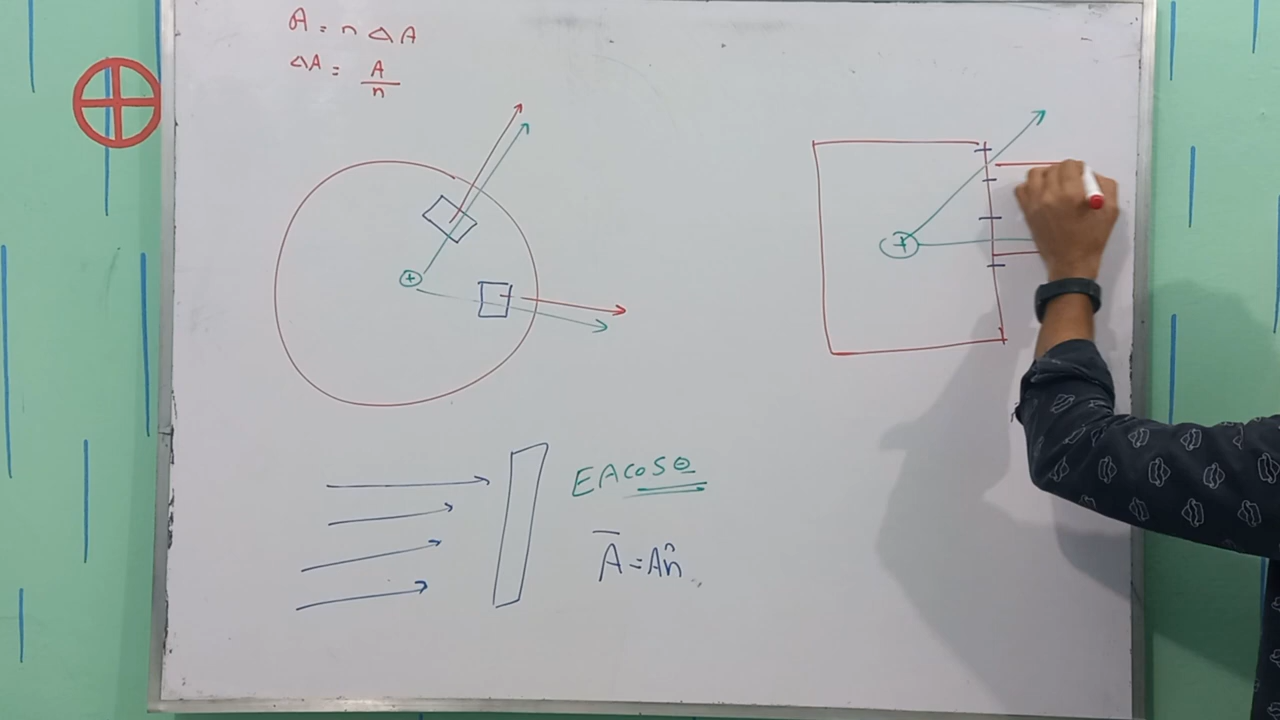 A = n ΔA
ΔA = A/n
+
+
EACOSΘ
A̅ = An̂